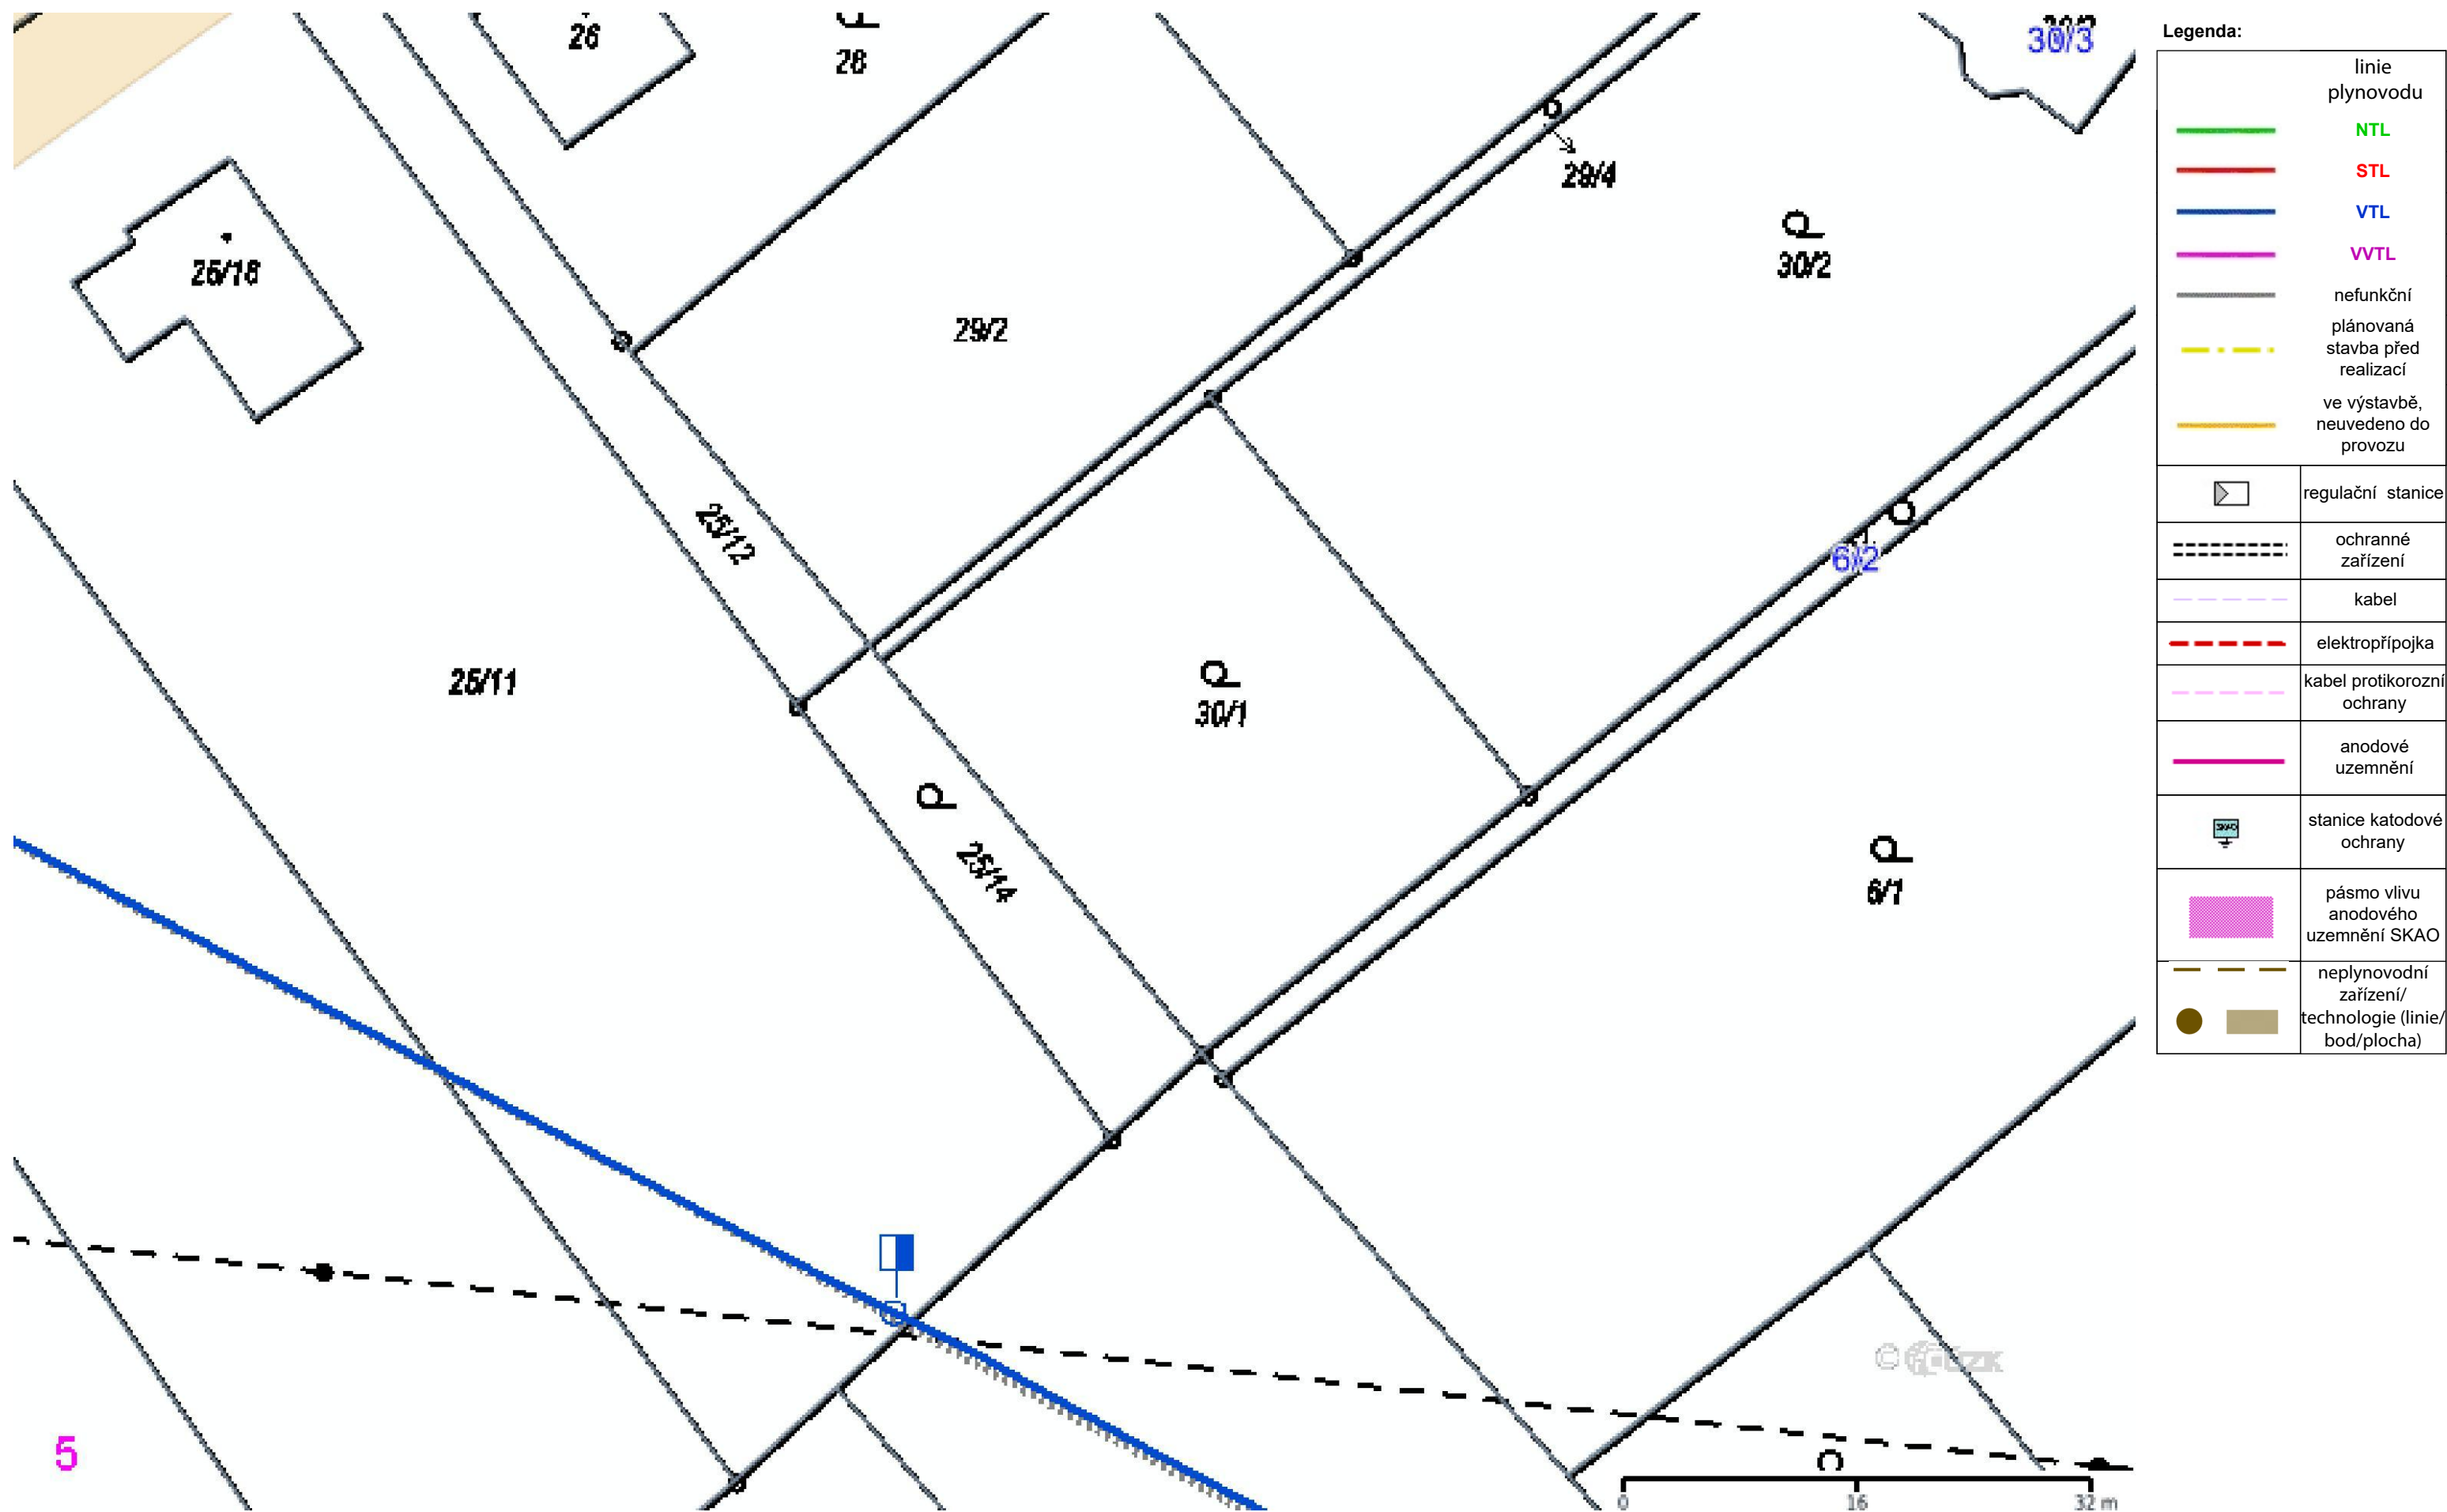 26
28
30/3
29/4
30/2
26/16
29/2
25/12
6/2
25/11
30/1
25/14
6/1
5
0 16 32 m
Legenda:
linie
plynovodu
NTL
STL
VTL
VVTL
nefunkční
plánovaná
stavba před
realizací
ve výstavbě,
neuvedeno do
provozu
regulační stanice
ochranné
zařízení
kabel
elektropřípojka
kabel protikorozní
ochrany
anodové
uzemnění
SKAO
stanice katodové
ochrany
pásmo vlivu
anodového
uzemnění SKAO
neplynovodní
zařízení/
technologie (linie/
bod/plocha)